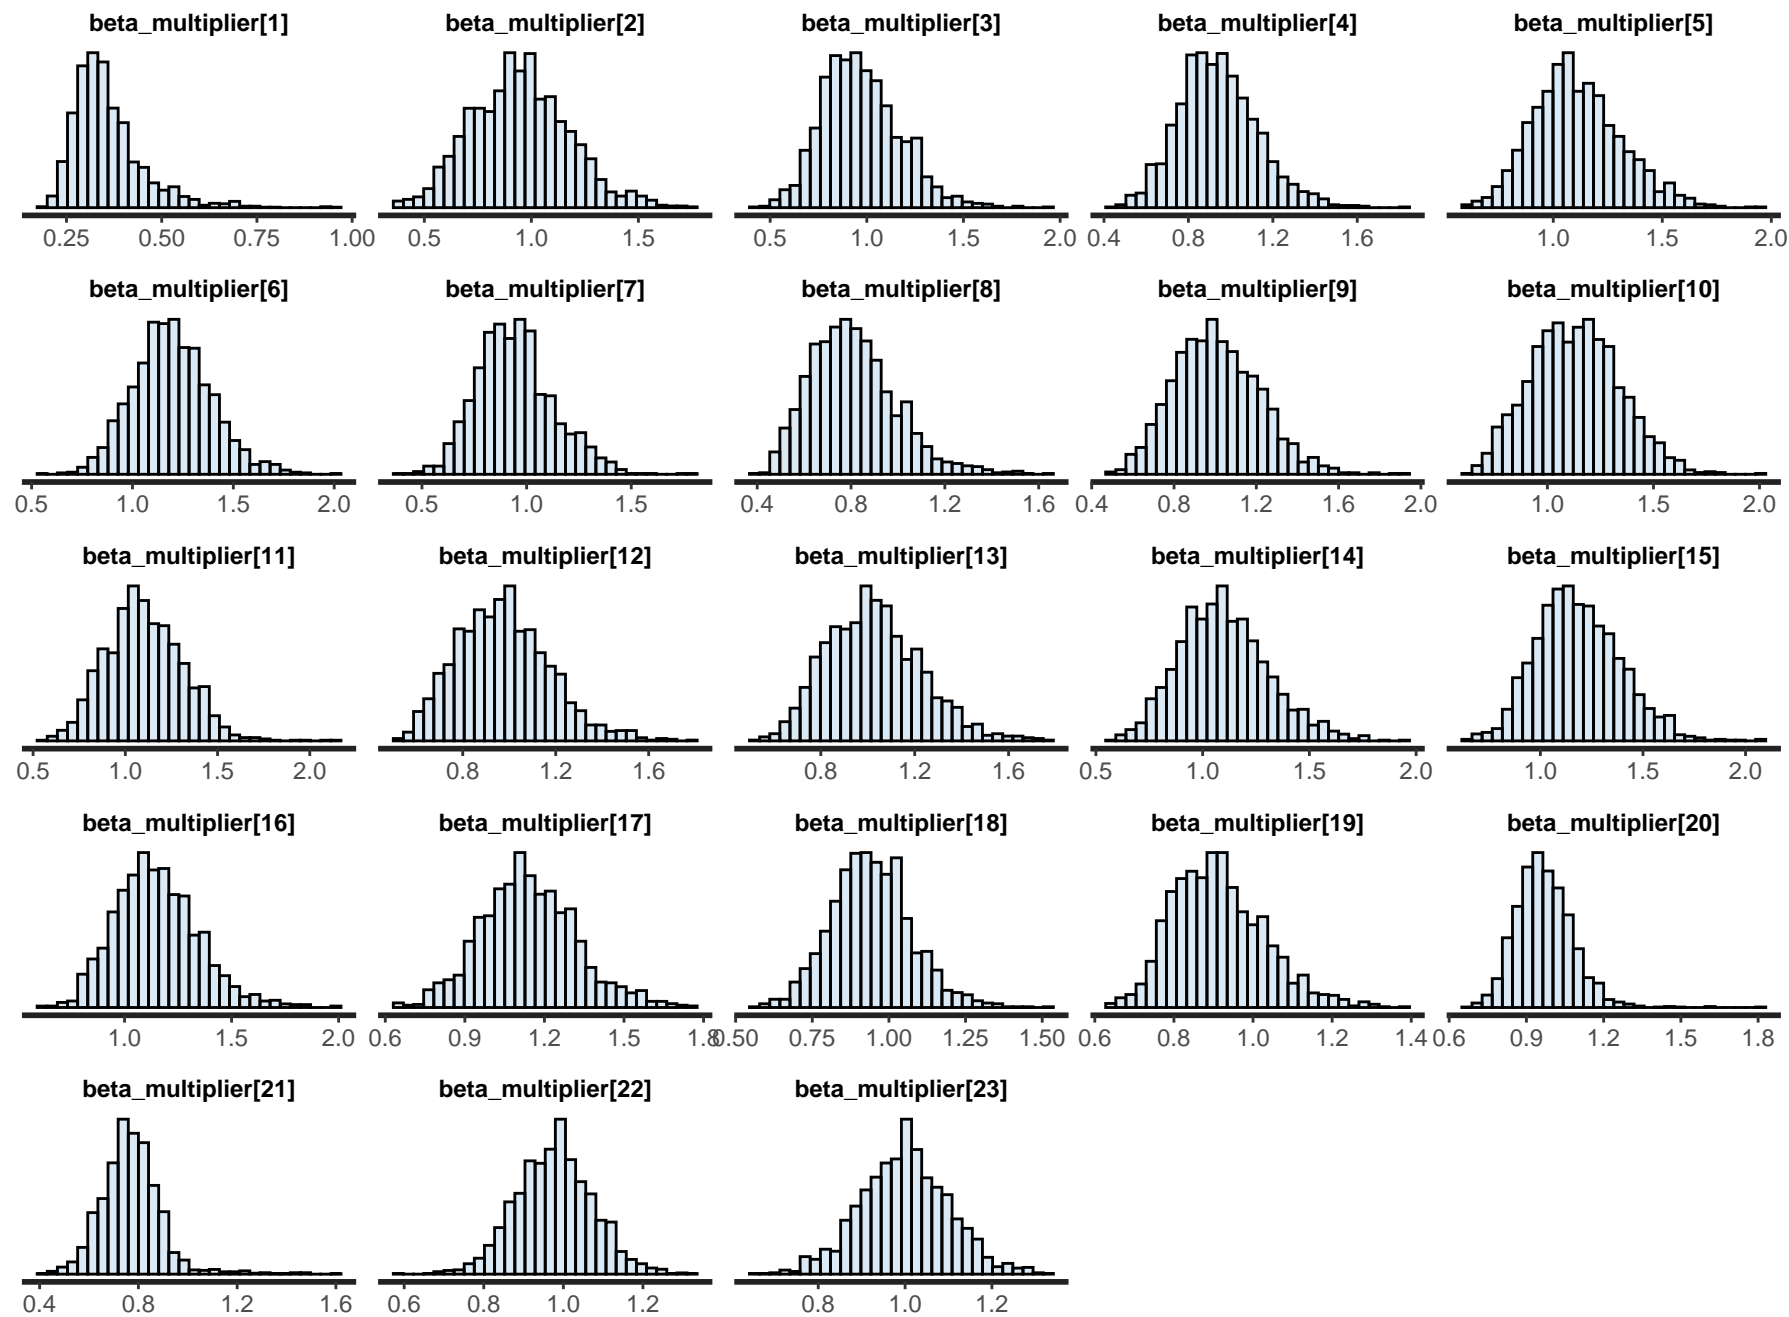 beta_multiplier[1] beta_multiplier[2] beta_multiplier[3] beta_multiplier[4] beta_multiplier[5]
0.25 0.50 0.75 1.00 0.5 1.0 1.5 0.5 1.0 1.5 2.0 0.4 0.8 1.2 1.6 1.0 1.5 2.0
beta_multiplier[6] beta_multiplier[7] beta_multiplier[8] beta_multiplier[9] beta_multiplier[10]
0.5 1.0 1.5 2.0 0.5 1.0 1.5 0.4 0.8 1.2 1.6 0.4 0.8 1.2 1.6 2.0 1.0 1.5 2.0
beta_multiplier[11] beta_multiplier[12] beta_multiplier[13] beta_multiplier[14] beta_multiplier[15]
0.5 1.0 1.5 2.0 0.8 1.2 1.6 0.8 1.2 1.6 0.5 1.0 1.5 2.0 1.0 1.5 2.0
beta_multiplier[16] beta_multiplier[17] beta_multiplier[18] beta_multiplier[19] beta_multiplier[20]
1.0 1.5 2.0 0.6 0.9 1.2 1.5 1.8 0.50 0.75 1.00 1.25 1.50 0.6 0.8 1.0 1.2 1.4 0.6 0.9 1.2 1.5 1.8
beta_multiplier[21] beta_multiplier[22] beta_multiplier[23]
0.4 0.8 1.2 1.6 0.6 0.8 1.0 1.2 0.8 1.0 1.2